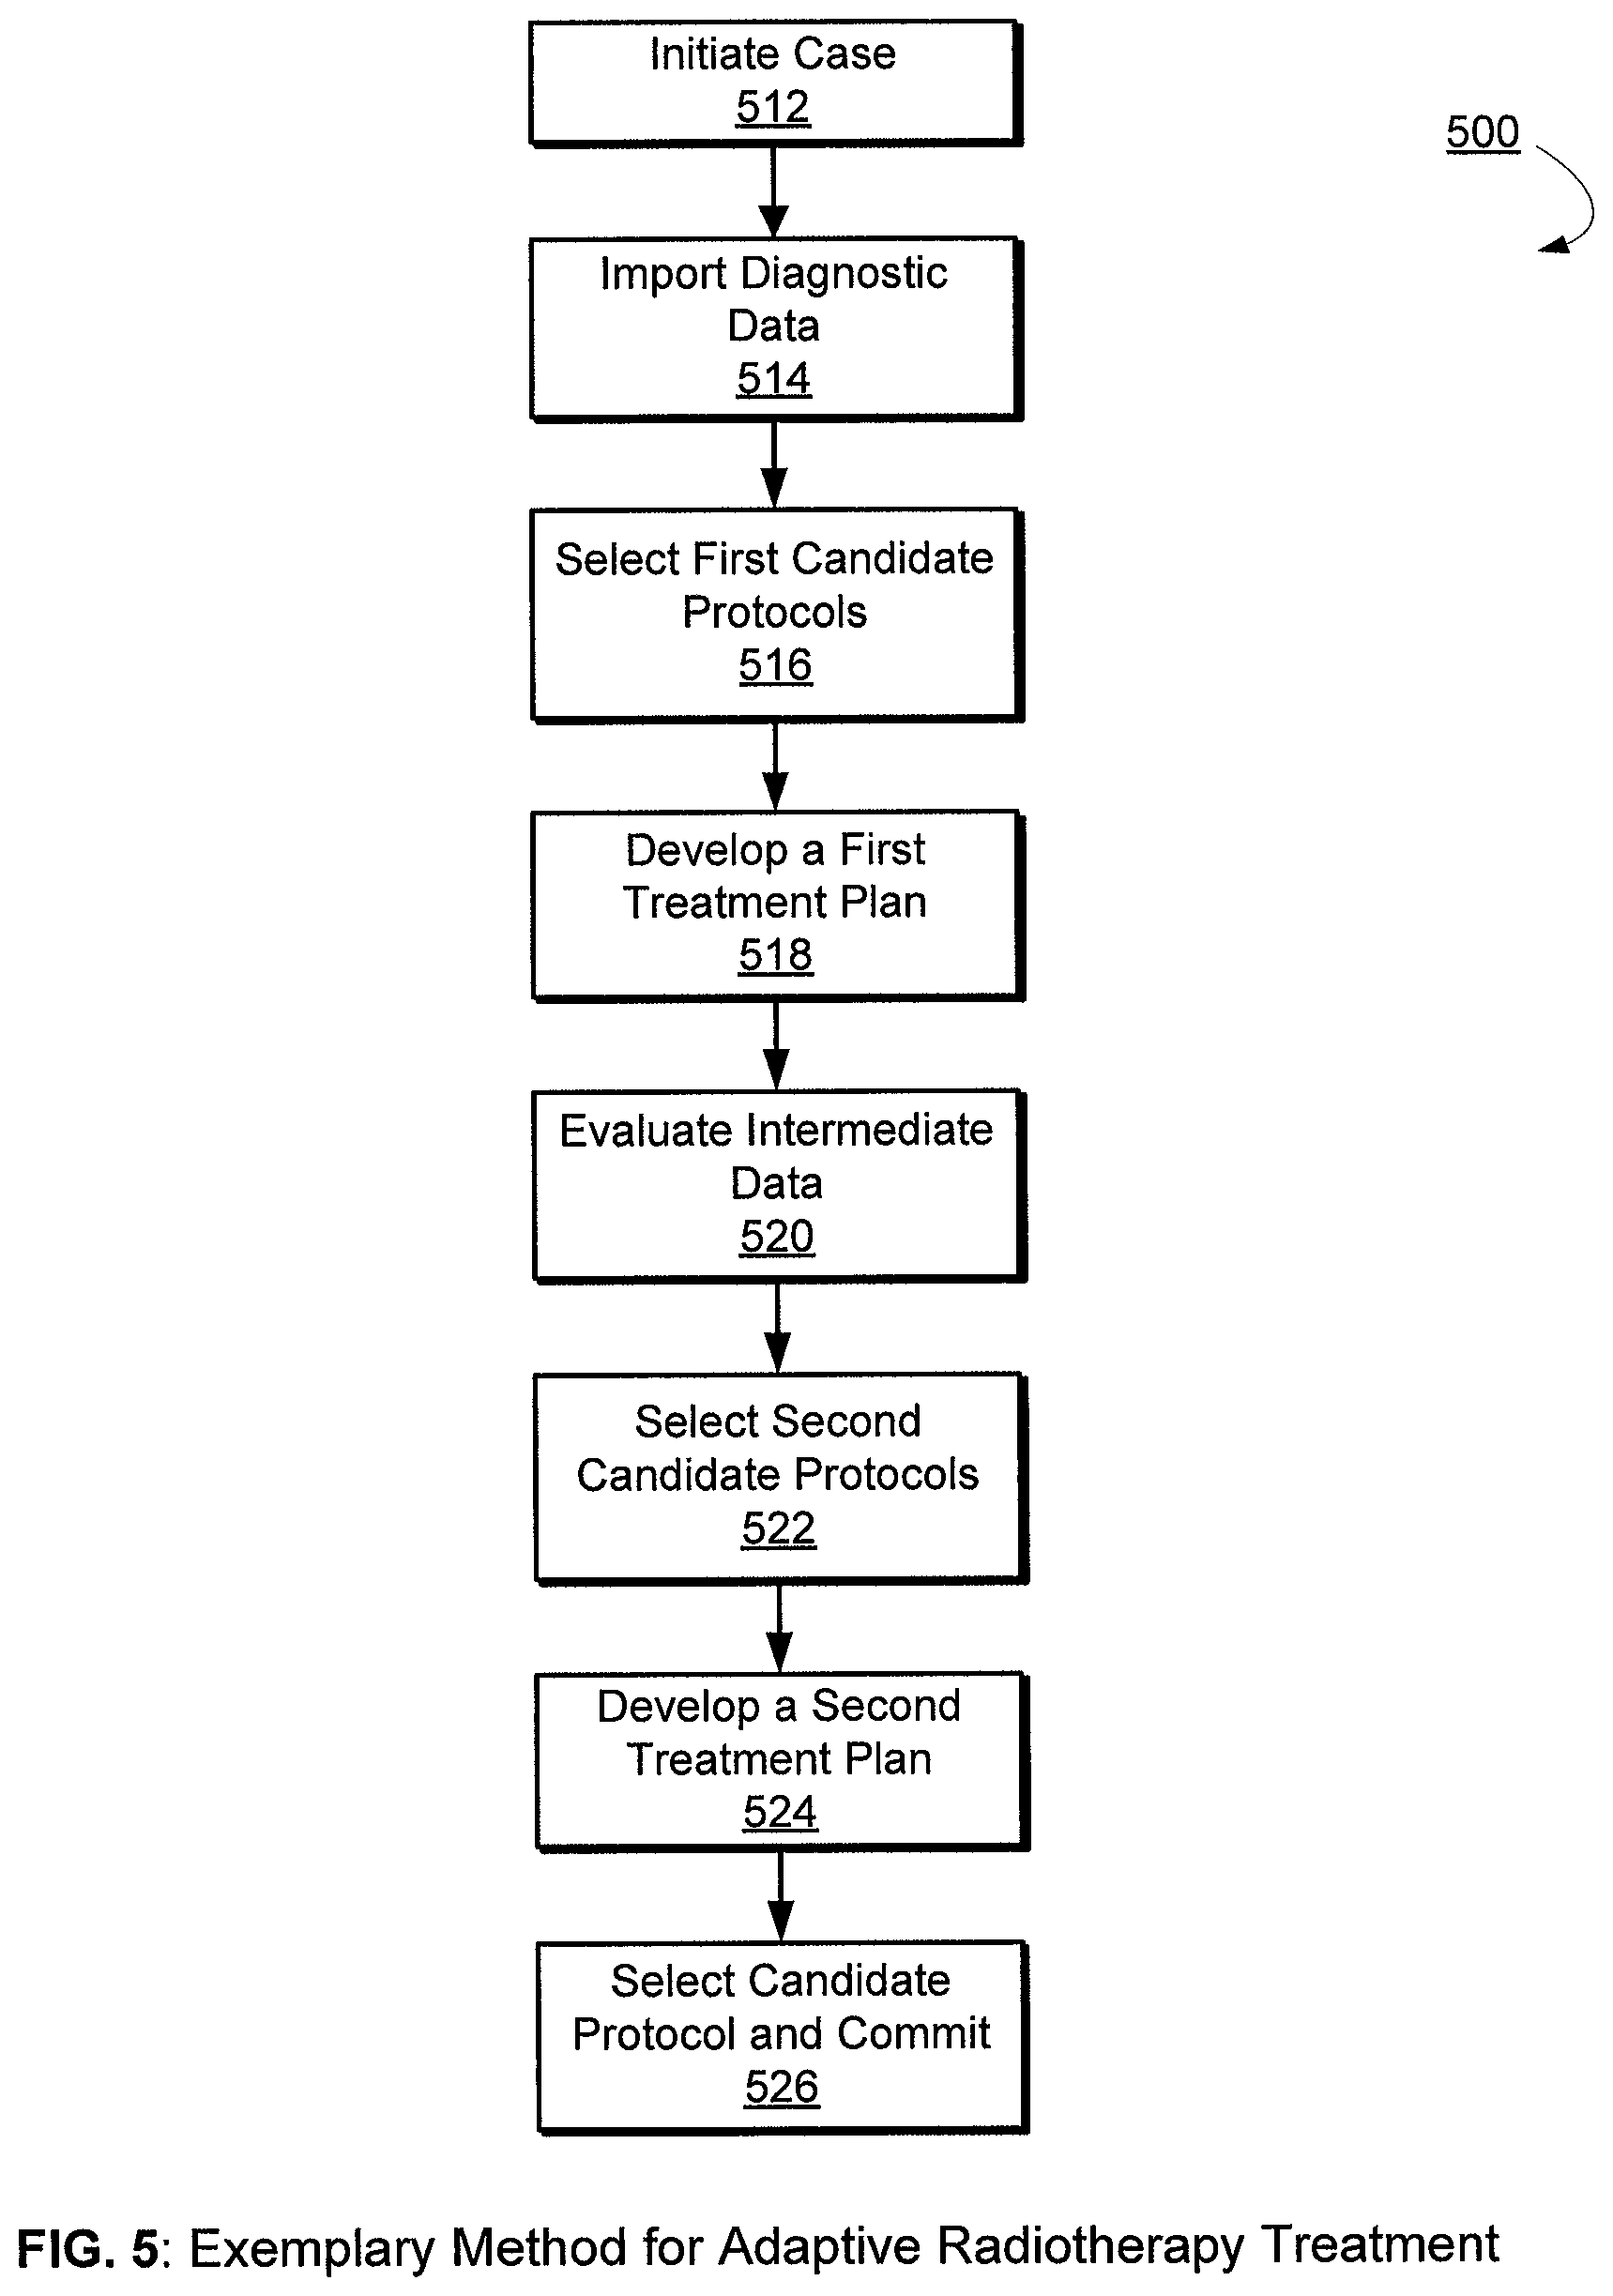 Initiate Case
512
500
Import Diagnostic
Data
514
Select First Candidate
Protocols
516
Develop a First
Treatment Plan
518
Evaluate Intermediate
Data
520
Select Second
Candidate Protocols
522
Develop a Second
Treatment Plan
524
Select Candidate
Protocol and Commit
526
FIG. 5: Exemplary Method for Adaptive Radiotherapy Treatment